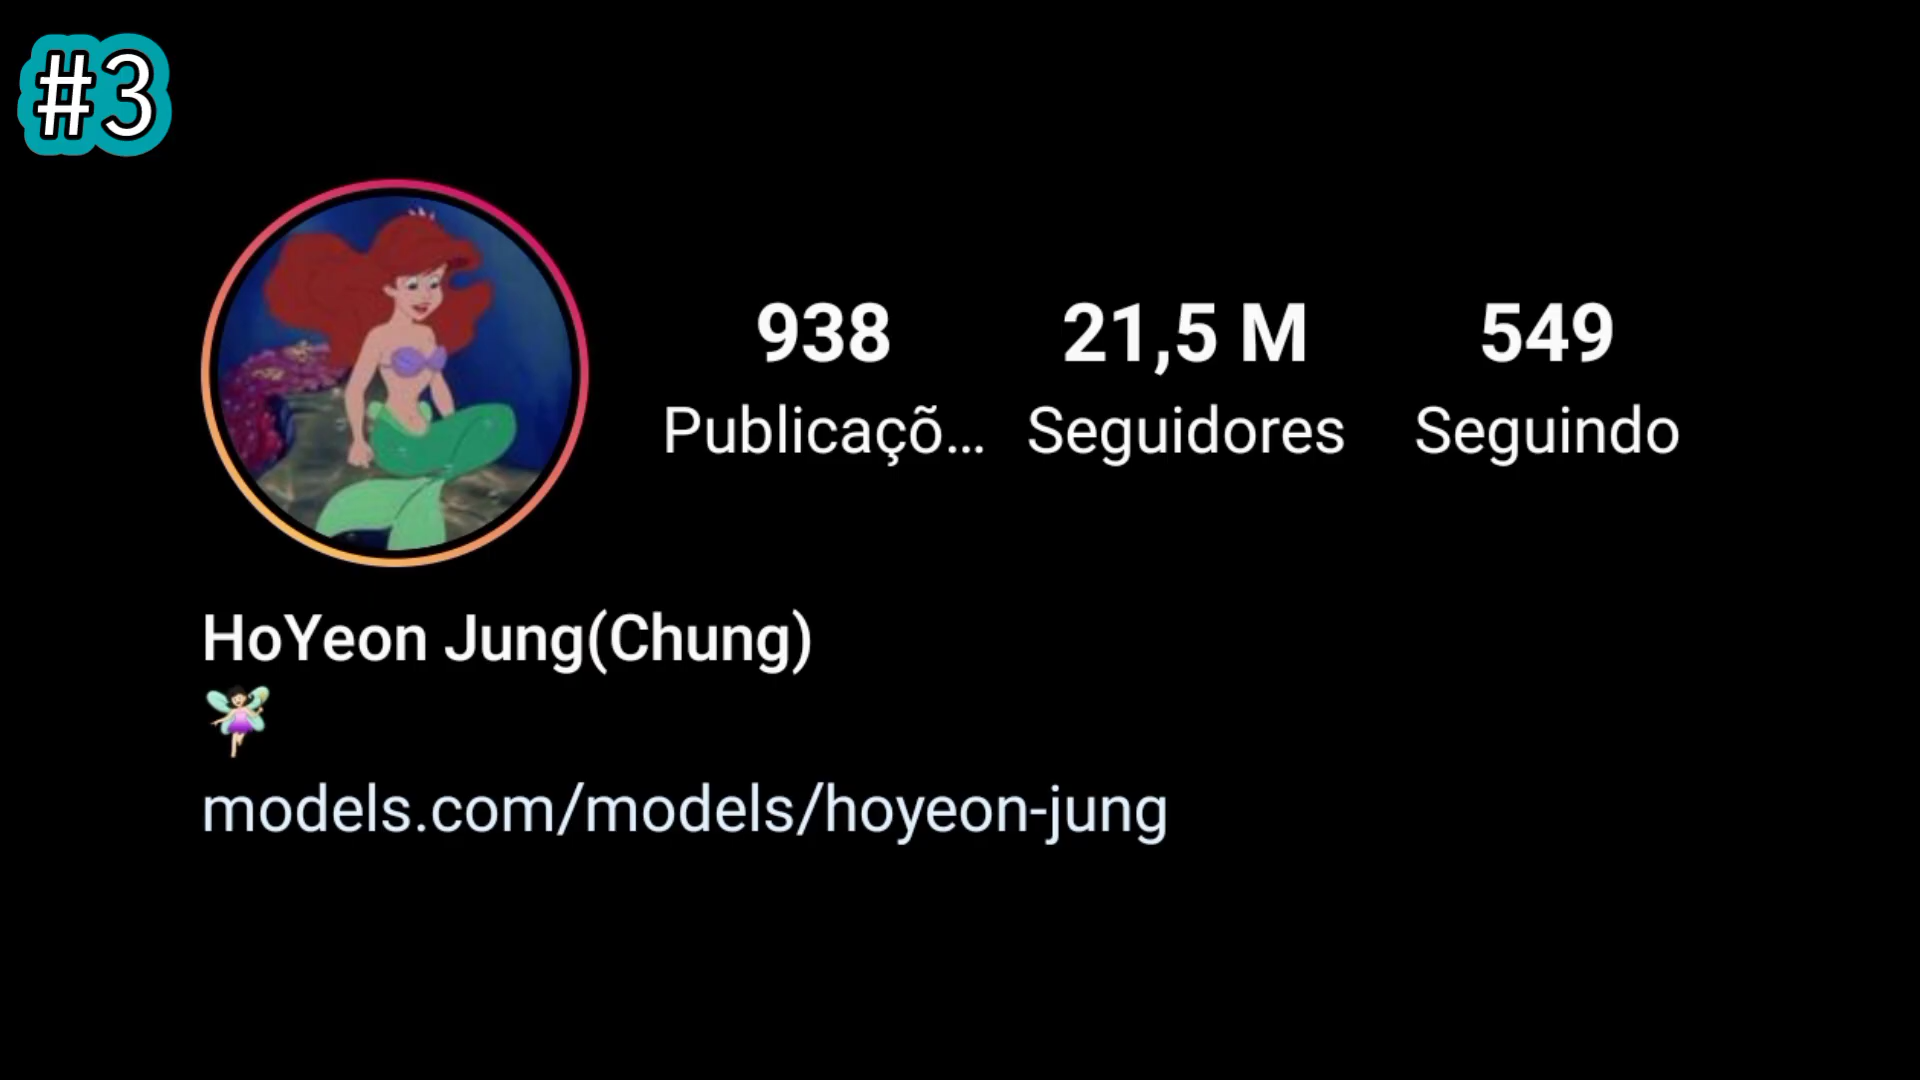 #3
938 21,5 M 549
Publicaçõ... Seguidores Seguindo
HoYeon Jung(Chung)
🧚🏻‍♀️
models.com/models/hoyeon-jung